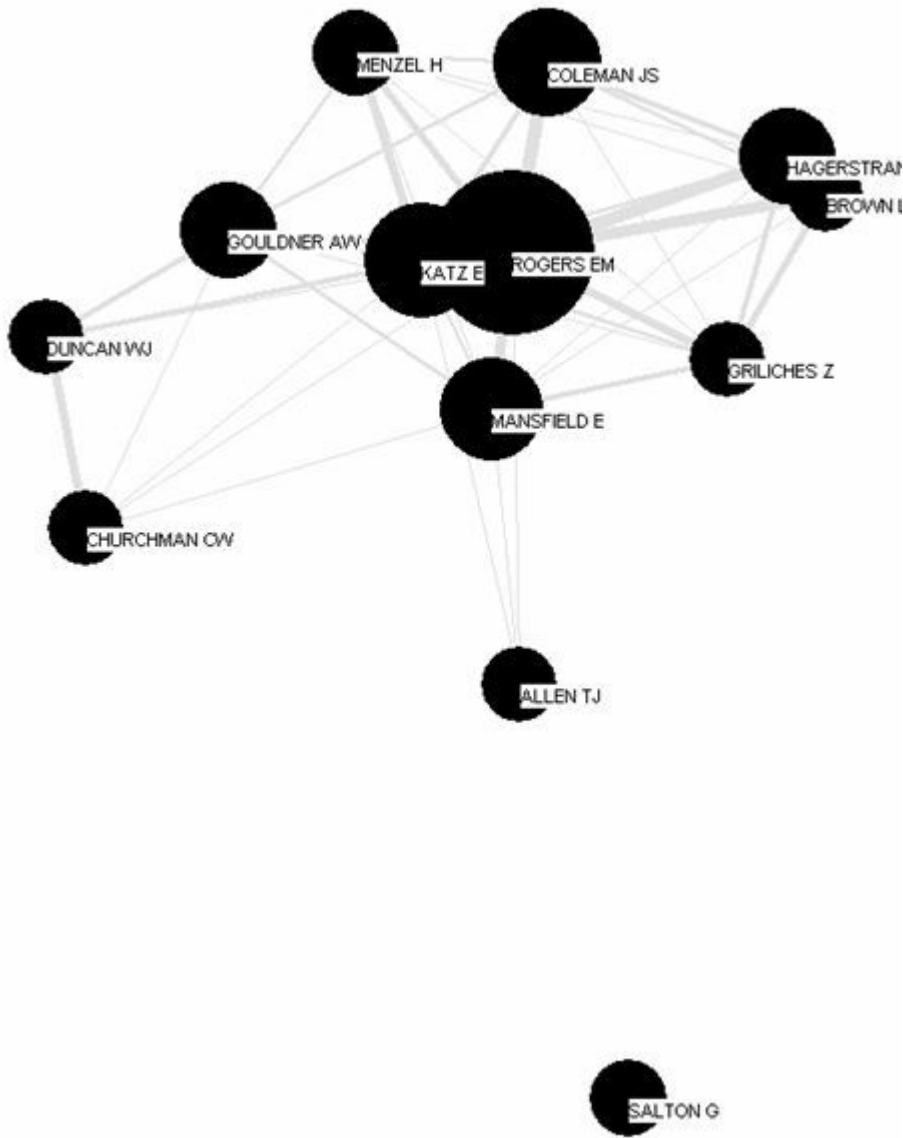 MENZEL H
COLEMAN JS
HAGERSTRAN
BROWN L
GOULDNER AW
ROGERS EM
KATZ E
DUNCAN WJ
GRILICHES Z
MANSFIELD E
CHURCHMAN CW
ALLEN TJ
SALTON G